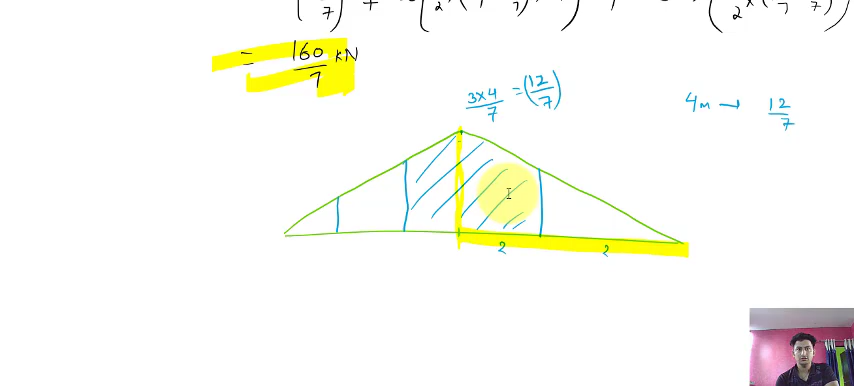 = 160/7 kN
3×4/7 = (12/7)
4m → 12/7
2 2